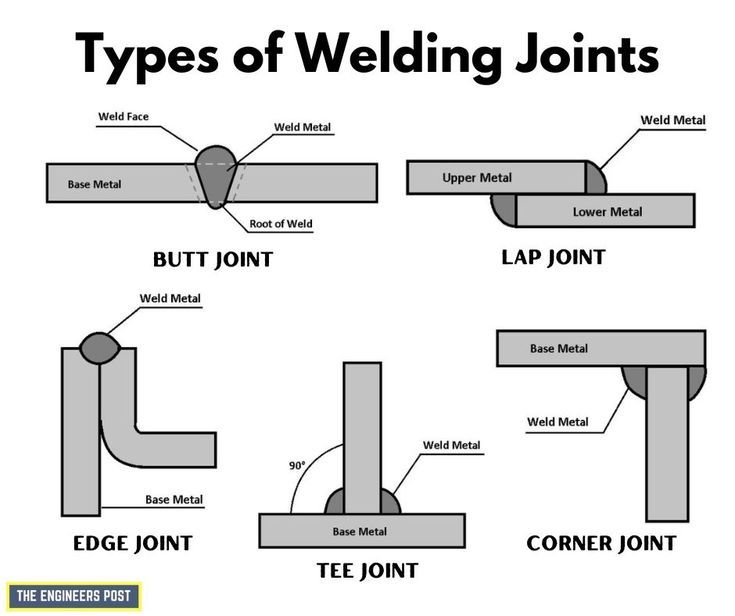 Types of Welding Joints
Weld Face
Weld Metal
Base Metal
Root of Weld
BUTT JOINT
Weld Metal
Upper Metal
Lower Metal
LAP JOINT
Weld Metal
Base Metal
EDGE JOINT
90°
Weld Metal
Base Metal
TEE JOINT
Base Metal
Weld Metal
CORNER JOINT
THE ENGINEERS POST